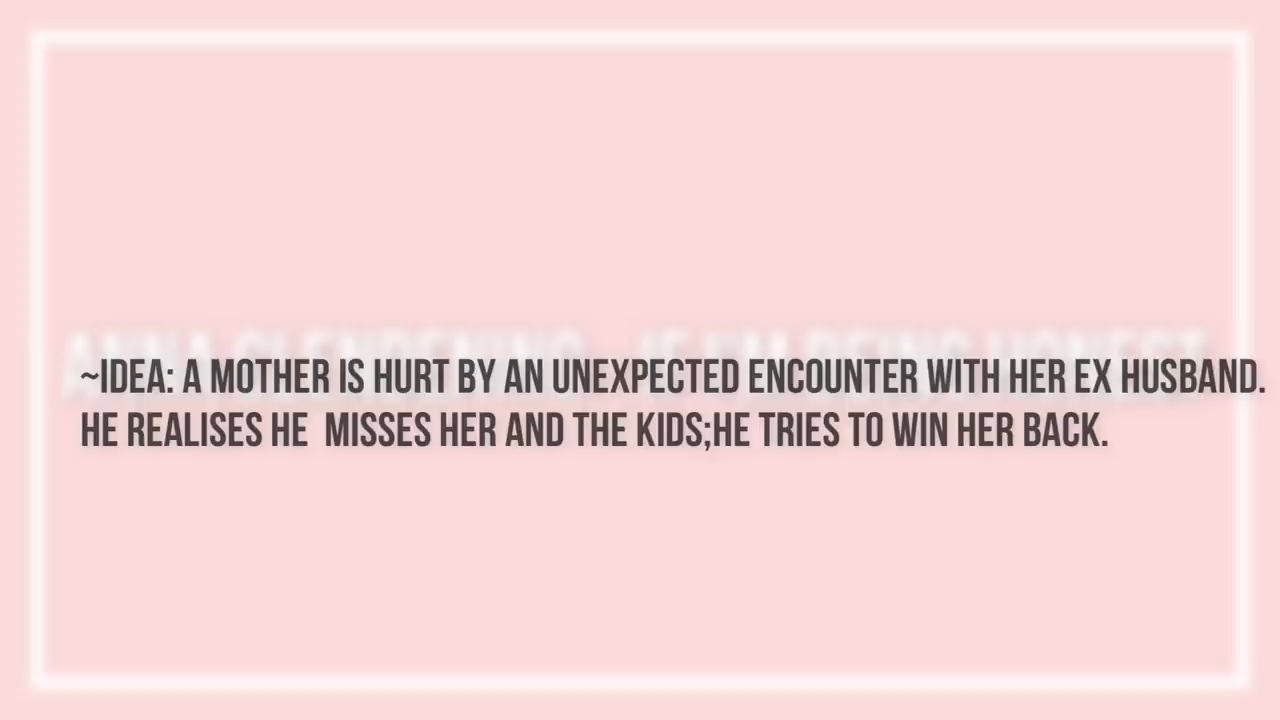 ~IDEA: A MOTHER IS HURT BY AN UNEXPECTED ENCOUNTER WITH HER EX HUSBAND.
HE REALISES HE  MISSES HER AND THE KIDS;HE TRIES TO WIN HER BACK.